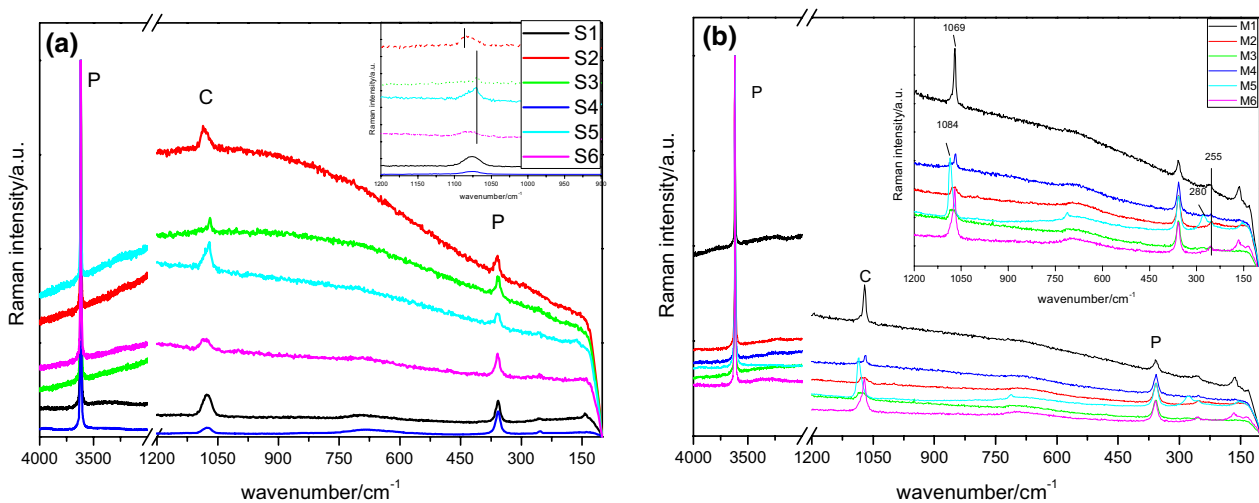 (a)
P
C
P
Raman intensity/a.u.
4000 3500 1200 1050 900 750 600 450 300 150
wavenumber/cm-1
Raman intensity/a.u.
1200 1100 1000 900
wavenumber/cm-1
S1
S2
S3
S4
S5
S6
(b)
P
C
P
Raman intensity/a.u.
4000 3500 1200 1050 900 750 600 450 300 150
wavenumber/cm-1
1069
1084
255
280
Raman intensity/a.u.
1200 1050 900 750 600 450 300 150
wavenumber/cm-1
M1
M2
M3
M4
M5
M6